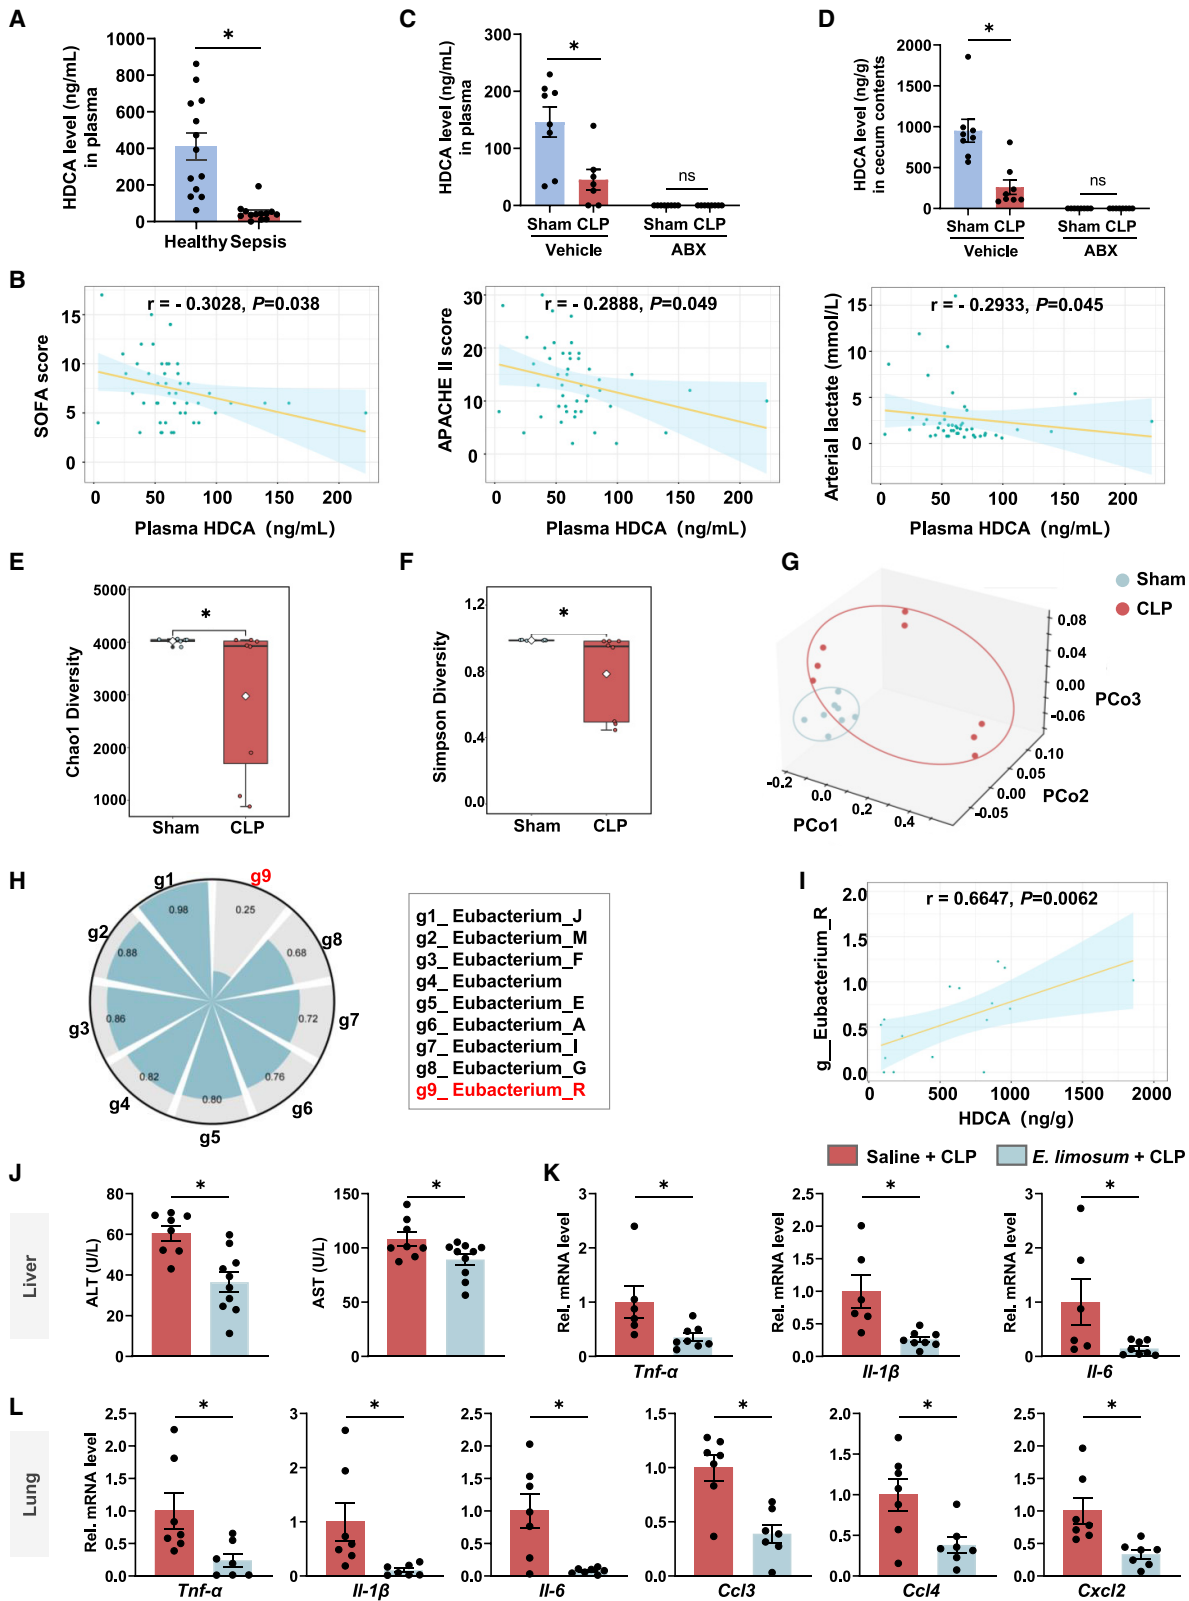 A
HDCA level (ng/mL)
in plasma
1000
800
600
400
200
0
*
Healthy Sepsis
C
HDCA level (ng/mL)
in plasma
300
200
100
0
*
ns
Sham CLP Sham CLP
Vehicle ABX
D
HDCA level (ng/g)
in cecum contents
2000
1500
1000
500
0
*
ns
Sham CLP Sham CLP
Vehicle ABX
B
r = - 0.3028, P=0.038
SOFA score
15
10
5
0
0 50 100 150 200
Plasma HDCA (ng/mL)
r = - 0.2888, P=0.049
APACHE II score
30
20
10
0
0 50 100 150 200
Plasma HDCA (ng/mL)
r = - 0.2933, P=0.045
Arterial lactate (mmol/L)
15
10
5
0
0 50 100 150 200
Plasma HDCA (ng/mL)
E
Chao1 Diversity
5000
4000
3000
2000
1000
*
Sham CLP
F
Simpson Diversity
1.2
0.8
0.4
0.0
*
Sham CLP
G
Sham
CLP
0.08
0.04
0.00
-0.06
PCo3
0.10
0.05
0.00
-0.05
PCo2
-0.2
0.0
0.2
0.4
PCo1
H
g1
g9
g2
g8
g3
g7
g4
g6
g5
0.98
0.25
0.88
0.68
0.86
0.72
0.82
0.76
0.80
g1_ Eubacterium_J
g2_ Eubacterium_M
g3_ Eubacterium_F
g4_ Eubacterium
g5_ Eubacterium_E
g6_ Eubacterium_A
g7_ Eubacterium_I
g8_ Eubacterium_G
g9_ Eubacterium_R
I
r = 0.6647, P=0.0062
g__Eubacterium_R
2.0
1.5
1.0
0.5
0.0
0 500 1000 1500 2000
HDCA (ng/g)
Saline + CLP
E. limosum + CLP
J
Liver
ALT (U/L)
80
60
40
20
0
*
AST (U/L)
150
100
50
0
*
K
Rel. mRNA level
3
2
1
0
*
Tnf-α
Rel. mRNA level
2.5
2.0
1.5
1.0
0.5
0.0
*
Il-1β
Rel. mRNA level
3
2
1
0
*
Il-6
L
Lung
Rel. mRNA level
2.5
2.0
1.5
1.0
0.5
0.0
*
Tnf-α
3
2
1
0
*
Il-1β
2.5
2.0
1.5
1.0
0.5
0.0
*
Il-6
1.5
1.0
0.5
0.0
*
Ccl3
2.0
1.5
1.0
0.5
0.0
*
Ccl4
2.5
2.0
1.5
1.0
0.5
0.0
*
Cxcl2